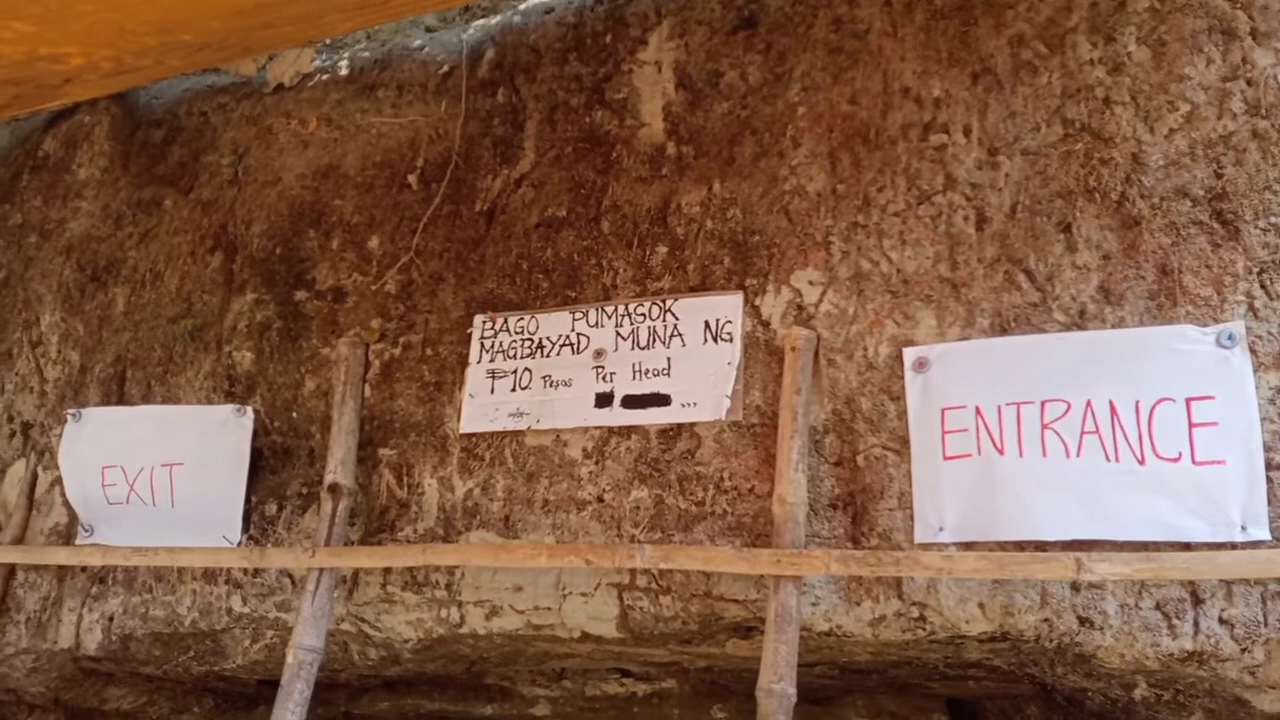 BAGO PUMASOK
MAGBAYAD MUNA NG
₱10 Pesos Per Head
EXIT
ENTRANCE